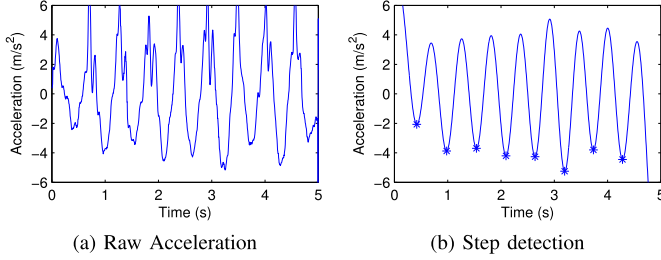 6
4
2
0
−2
−4
−6
Acceleration (m/s²)
0 1 2 3 4 5
Time (s)
(a) Raw Acceleration
6
4
2
0
−2
−4
−6
Acceleration (m/s²)
0 1 2 3 4 5
Time (s)
(b) Step detection